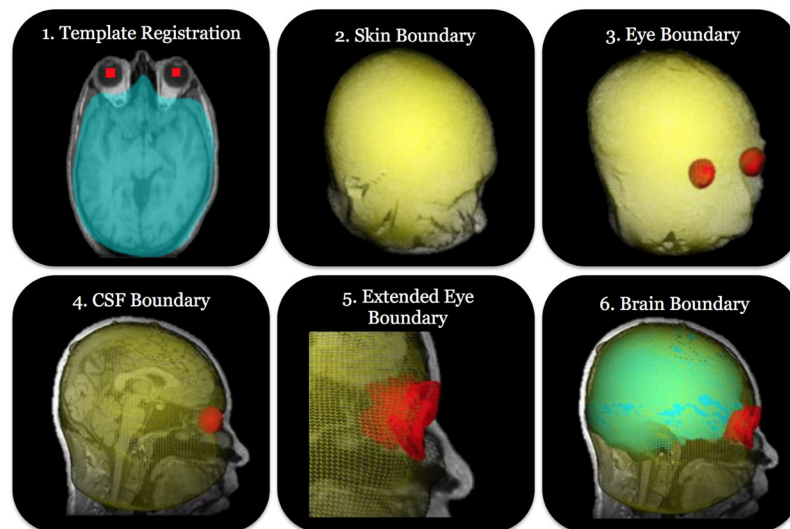 1. Template Registration
2. Skin Boundary
3. Eye Boundary
4. CSF Boundary
5. Extended Eye
Boundary
6. Brain Boundary